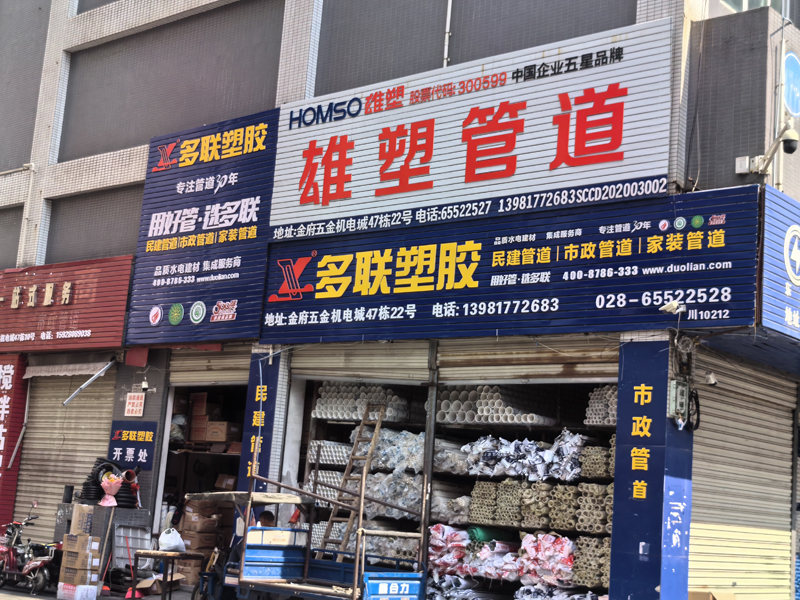 HOMSO 雄塑 股票代码: 300599 中国企业五星品牌
雄塑管道
地址:金府五金机电城47栋22号 电话:65522527 13981772683 SCCD202003002
多联塑胶
专注管道30年
用好管·选多联
民建管道|市政管道|家装管道
品质水电建材 集成服务商
400-8786-333 www.duolian.com
多联塑胶
品质水电建材 集成服务商 专注管道30年
民建管道|市政管道|家装管道
用好管·选多联 400-8786-333 www.duolian.com
地址:金府五金机电城47栋22号 电话: 13981772683 028-65522528
川10212
一站式服务
多联塑胶
开票处
民建管道
市政管首